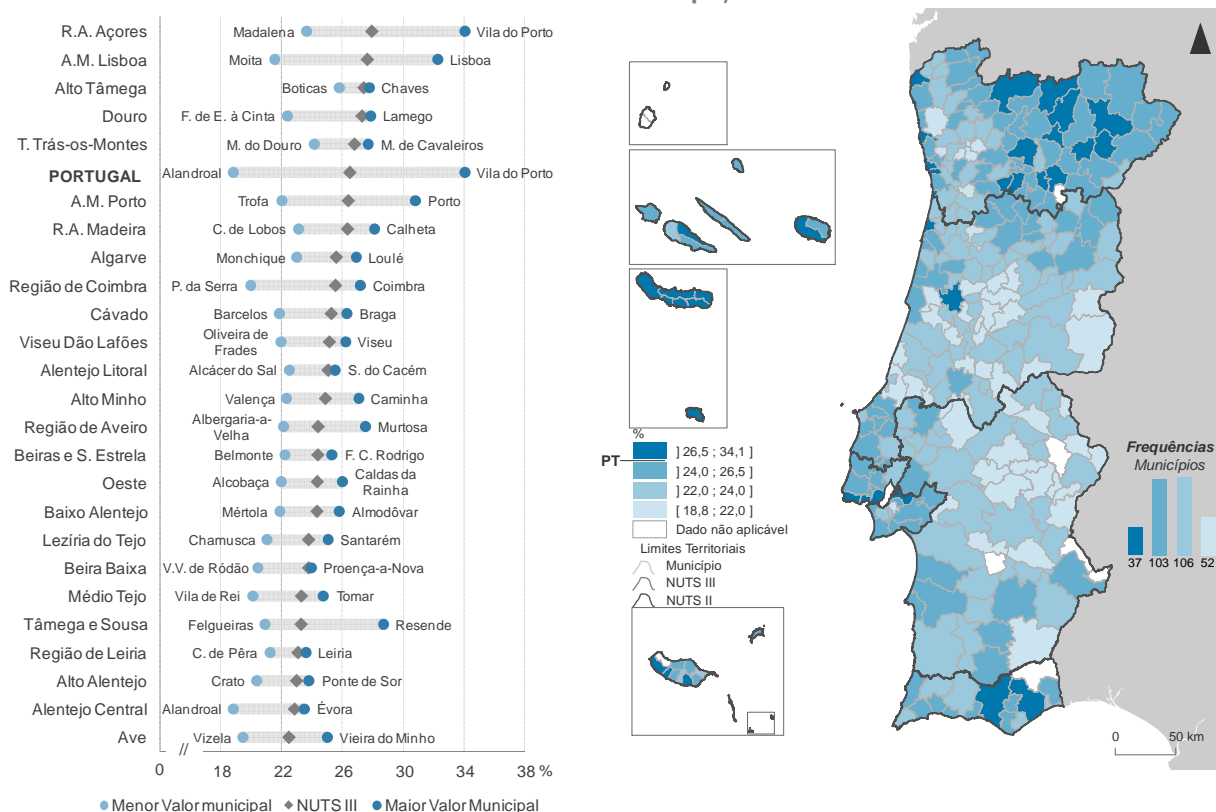 R.A. Açores Madalena Vila do Porto
A.M. Lisboa Moita Lisboa
Alto Tâmega Boticas Chaves
Douro F. de E. à Cinta Lamego
T. Trás-os-Montes M. do Douro M. de Cavaleiros
PORTUGAL Alandroal Vila do Porto
A.M. Porto Trofa Porto
R.A. Madeira C. de Lobos Calheta
Algarve Monchique Loulé
Região de Coimbra P. da Serra Coimbra
Cávado Barcelos Braga
Viseu Dão Lafões Oliveira de Frades Viseu
Alentejo Litoral Alcácer do Sal S. do Cacém
Alto Minho Valença Caminha
Região de Aveiro Albergaria-a-Velha Murtosa
Beiras e S. Estrela Belmonte F. C. Rodrigo
Oeste Alcobaça Caldas da Rainha
Baixo Alentejo Mértola Almodôvar
Lezíria do Tejo Chamusca Santarém
Beira Baixa V.V. de Ródão Proença-a-Nova
Médio Tejo Vila de Rei Tomar
Tâmega e Sousa Felgueiras Resende
Região de Leiria C. de Pêra Leiria
Alto Alentejo Crato Ponte de Sor
Alentejo Central Alandroal Évora
Ave Vizela Vieira do Minho
//
0 18 22 26 30 34 38 %
Menor Valor municipal NUTS III Maior Valor Municipal
%
PT
] 26,5 ; 34,1 ]
] 24,0 ; 26,5 ]
] 22,0 ; 24,0 ]
[ 18,8 ; 22,0 ]
Dado não aplicável
Limites Territoriais
Município
NUTS III
NUTS II
Frequências
Municípios
37 103 106 52
0 50 km